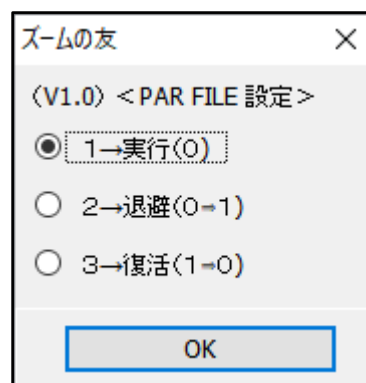 ズームの友
(V1.0) ＜PAR FILE 設定＞
1→実行(0)
2→退避(0⇒1)
3→復活(1⇒0)
OK